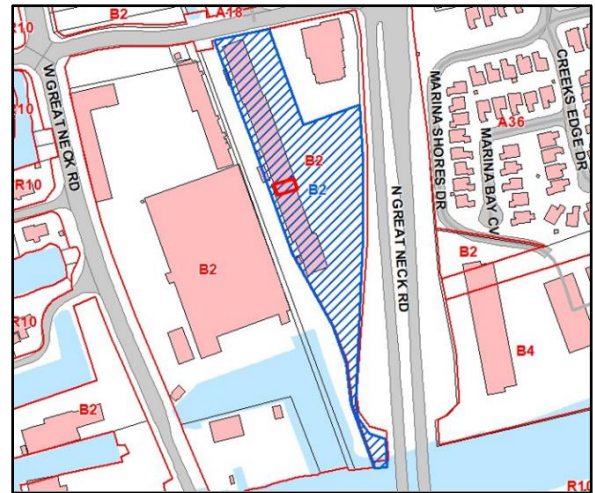 B2
LA18
R10
W GREAT NECK RD
R10
R10
B2
B2
B2
N GREAT NECK RD
MARINA SHORES DR
MARINA BAY CV
CREEKS EDGE DR
A36
B2
B4
R10
B2
R10